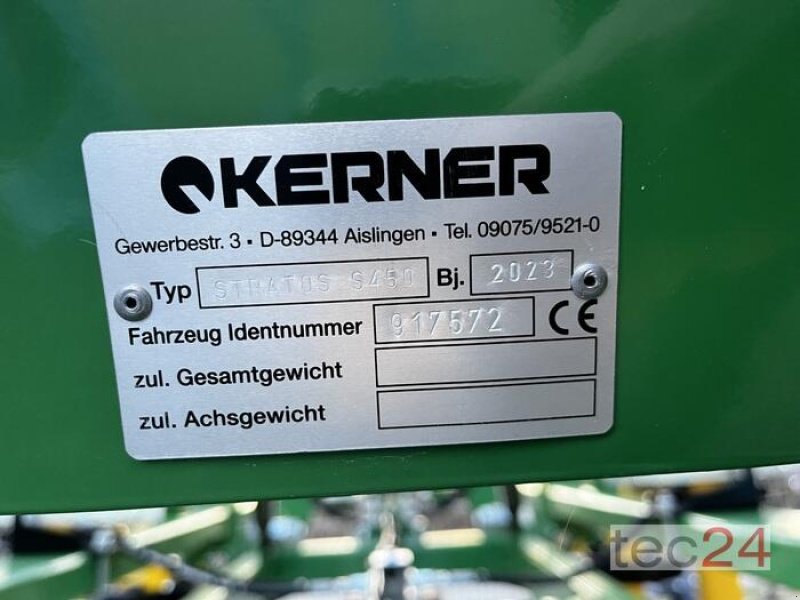 KERNER
Gewerbestr. 3 • D-89344 Aislingen • Tel. 09075/9521-0
Typ STRATOS S450 Bj. 2023
Fahrzeug Identnummer 917572 CE
zul. Gesamtgewicht
zul. Achsgewicht
tec24